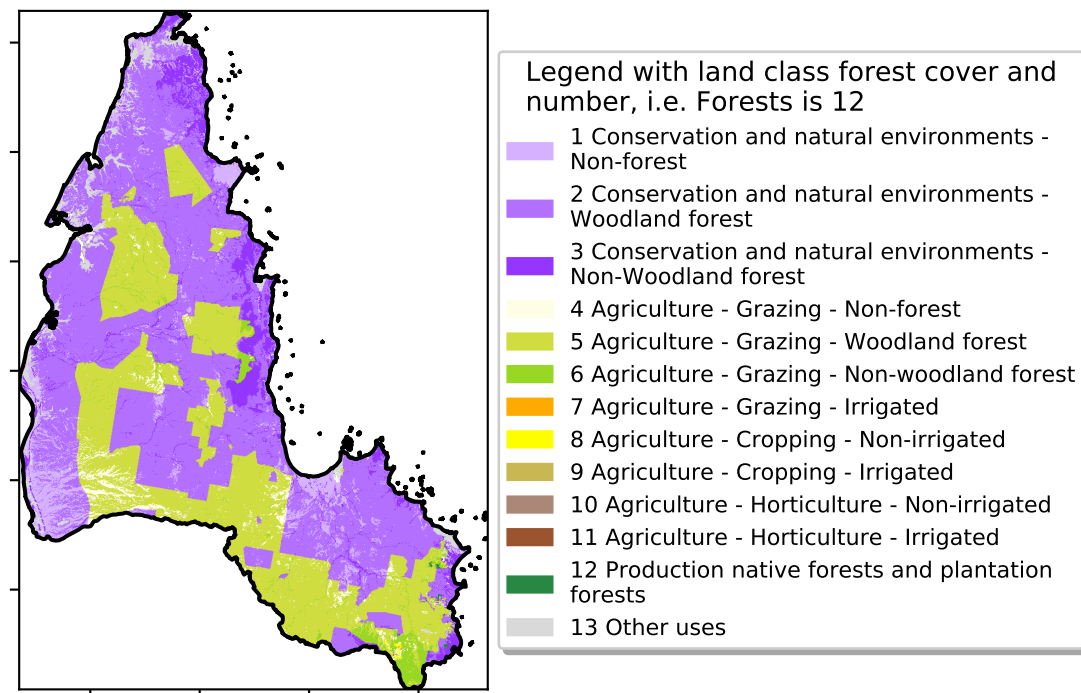 Legend with land class forest cover and
number, i.e. Forests is 12
1 Conservation and natural environments -
Non-forest
2 Conservation and natural environments -
Woodland forest
3 Conservation and natural environments -
Non-Woodland forest
4 Agriculture - Grazing - Non-forest
5 Agriculture - Grazing - Woodland forest
6 Agriculture - Grazing - Non-woodland forest
7 Agriculture - Grazing - Irrigated
8 Agriculture - Cropping - Non-irrigated
9 Agriculture - Cropping - Irrigated
10 Agriculture - Horticulture - Non-irrigated
11 Agriculture - Horticulture - Irrigated
12 Production native forests and plantation
forests
13 Other uses